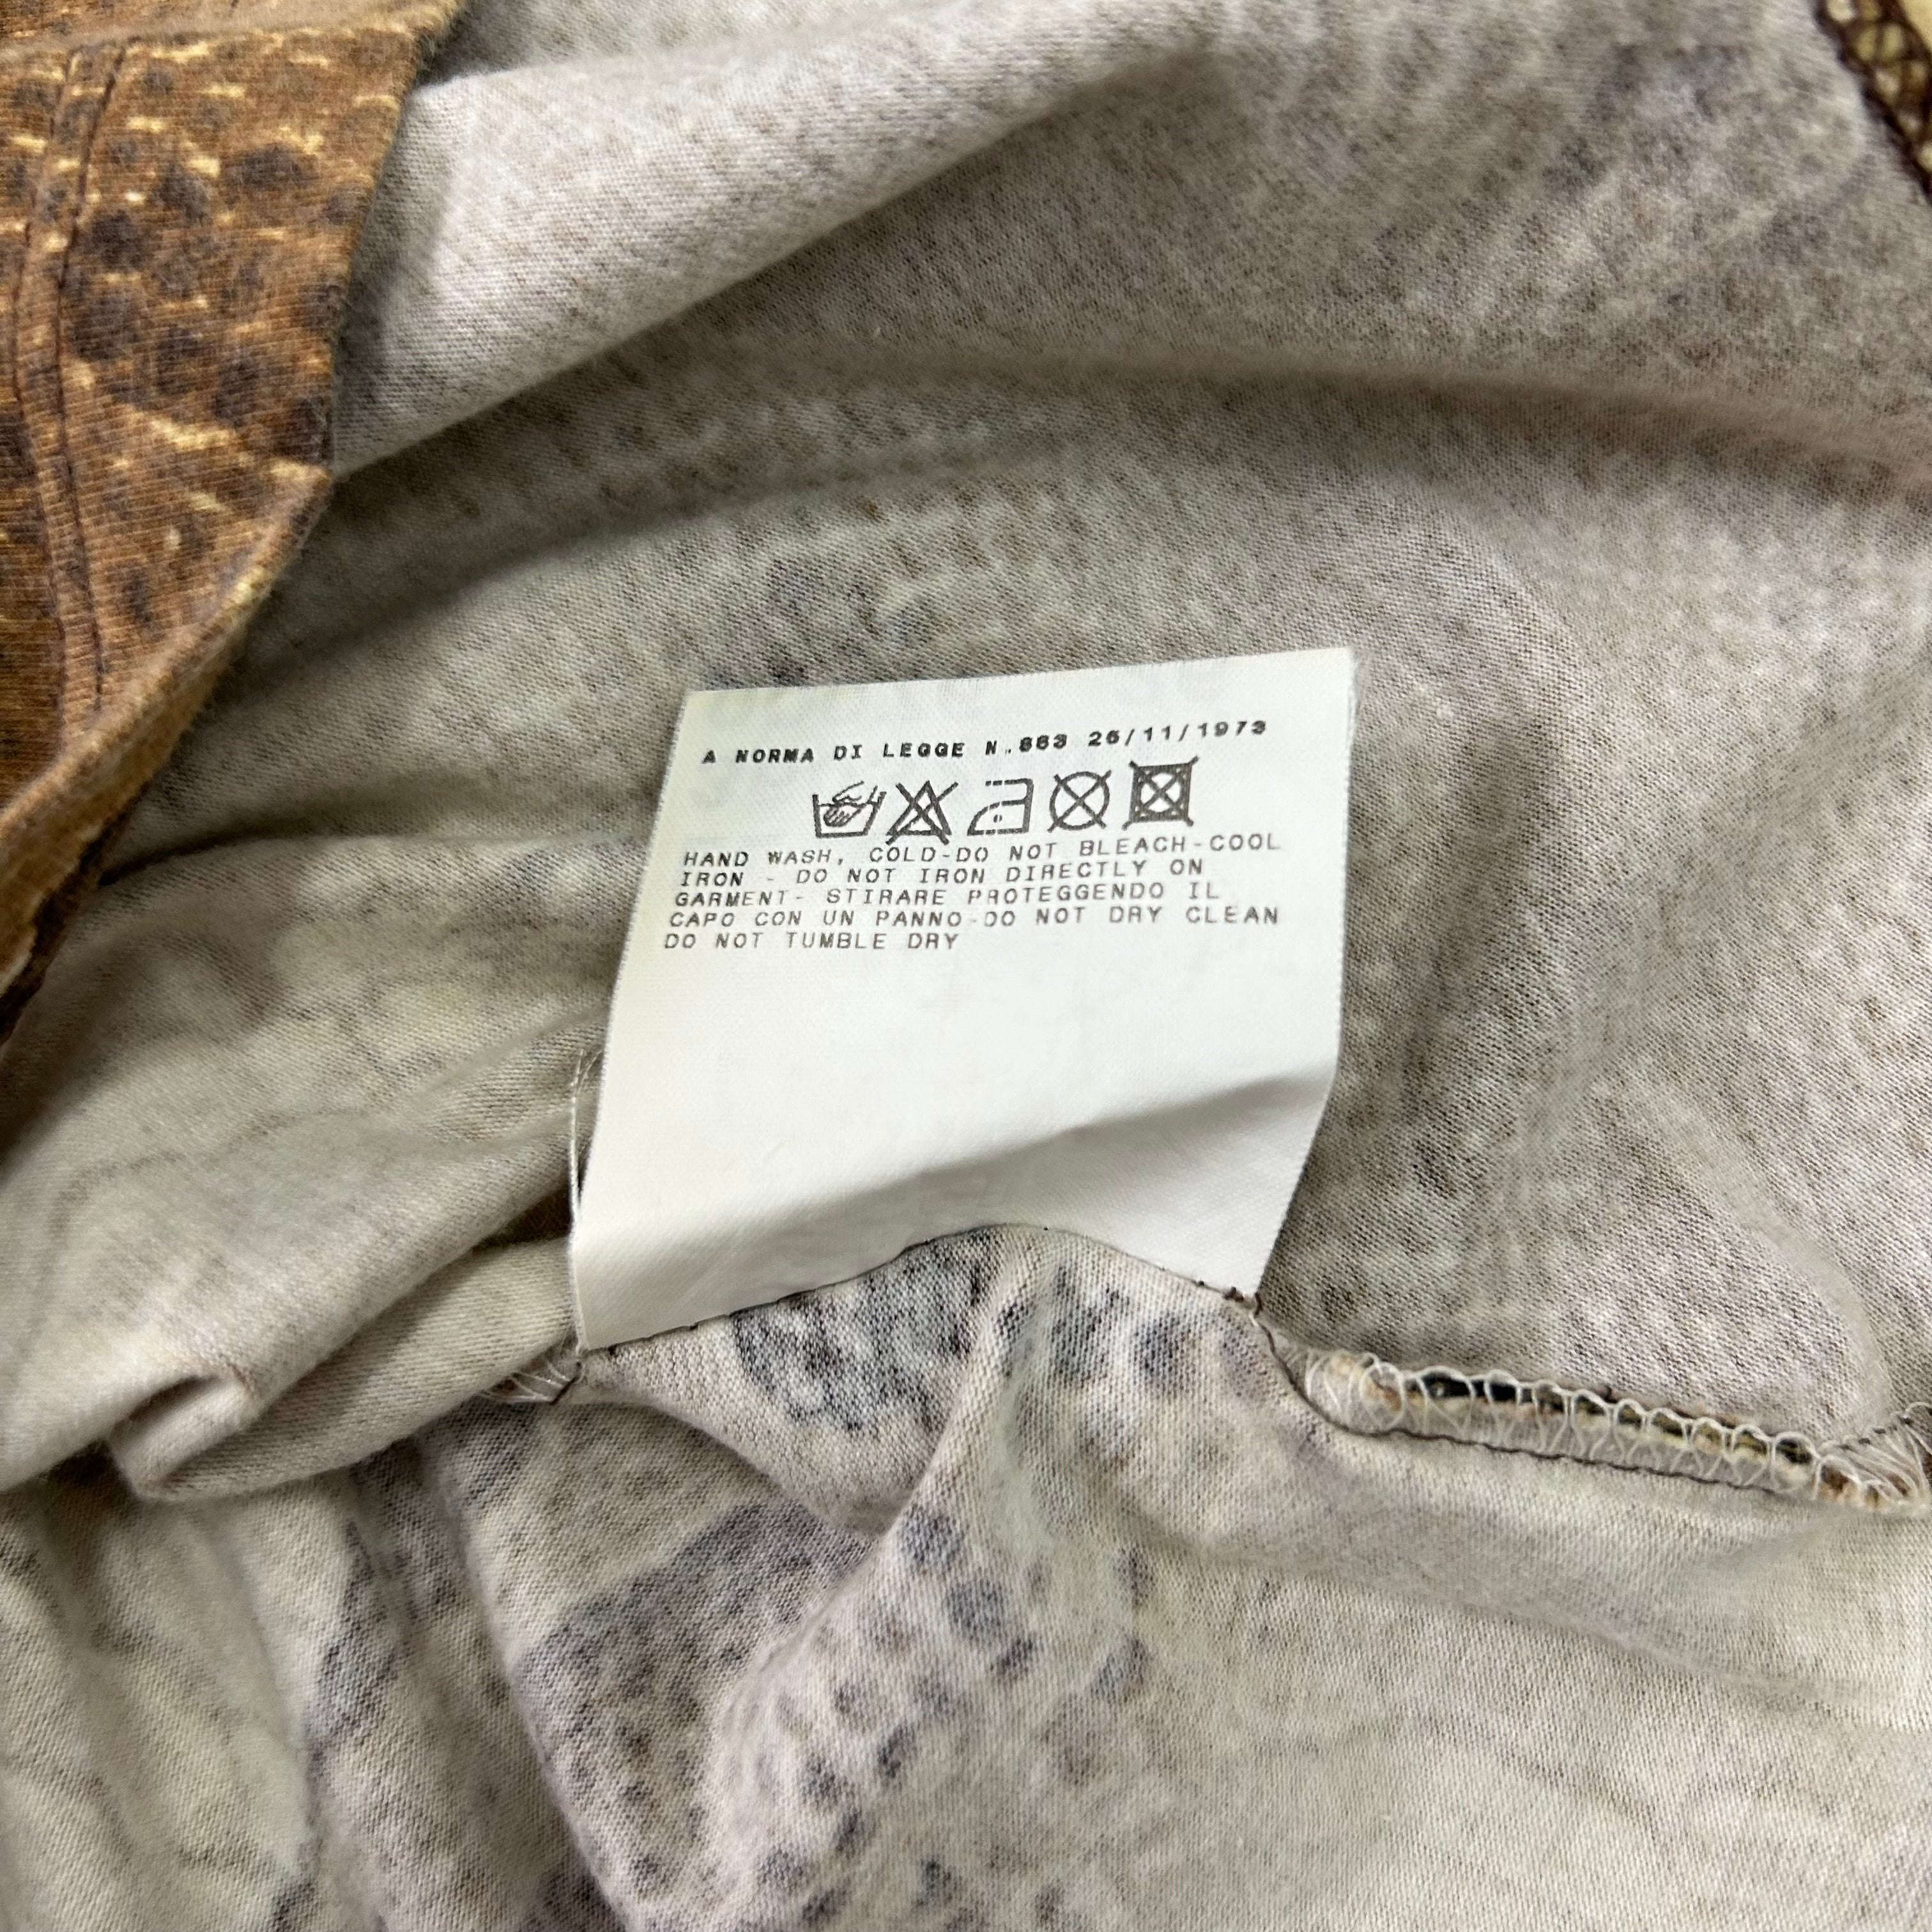 A NORMA DI LEGGE N.883 26/11/1973
HAND WASH, COLD-DO NOT BLEACH-COOL
IRON - DO NOT IRON DIRECTLY ON
GARMENT- STIRARE PROTEGGENDO IL
CAPO CON UN PANNO-DO NOT DRY CLEAN
DO NOT TUMBLE DRY